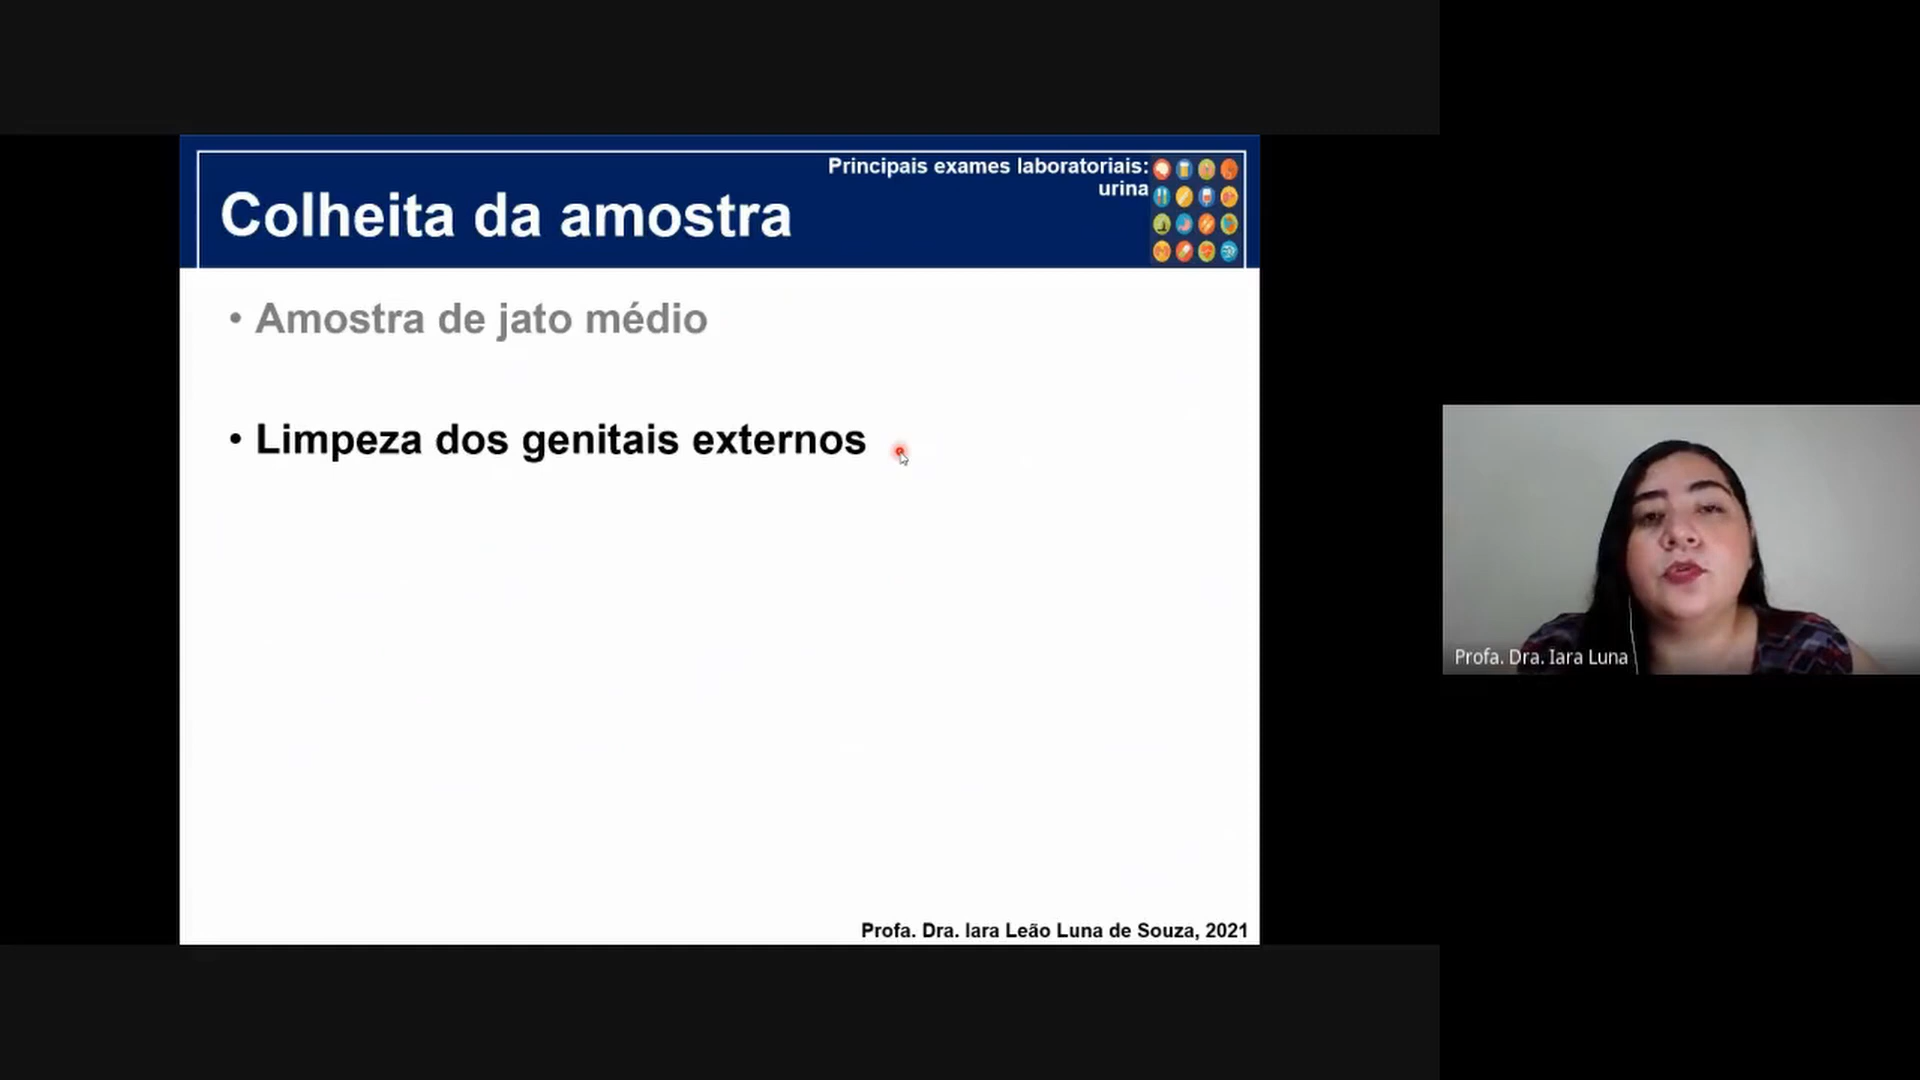 Principais exames laboratoriais:
urina
Colheita da amostra
• Amostra de jato médio
• Limpeza dos genitais externos
Profa. Dra. Iara Luna
Profa. Dra. Iara Leão Luna de Souza, 2021